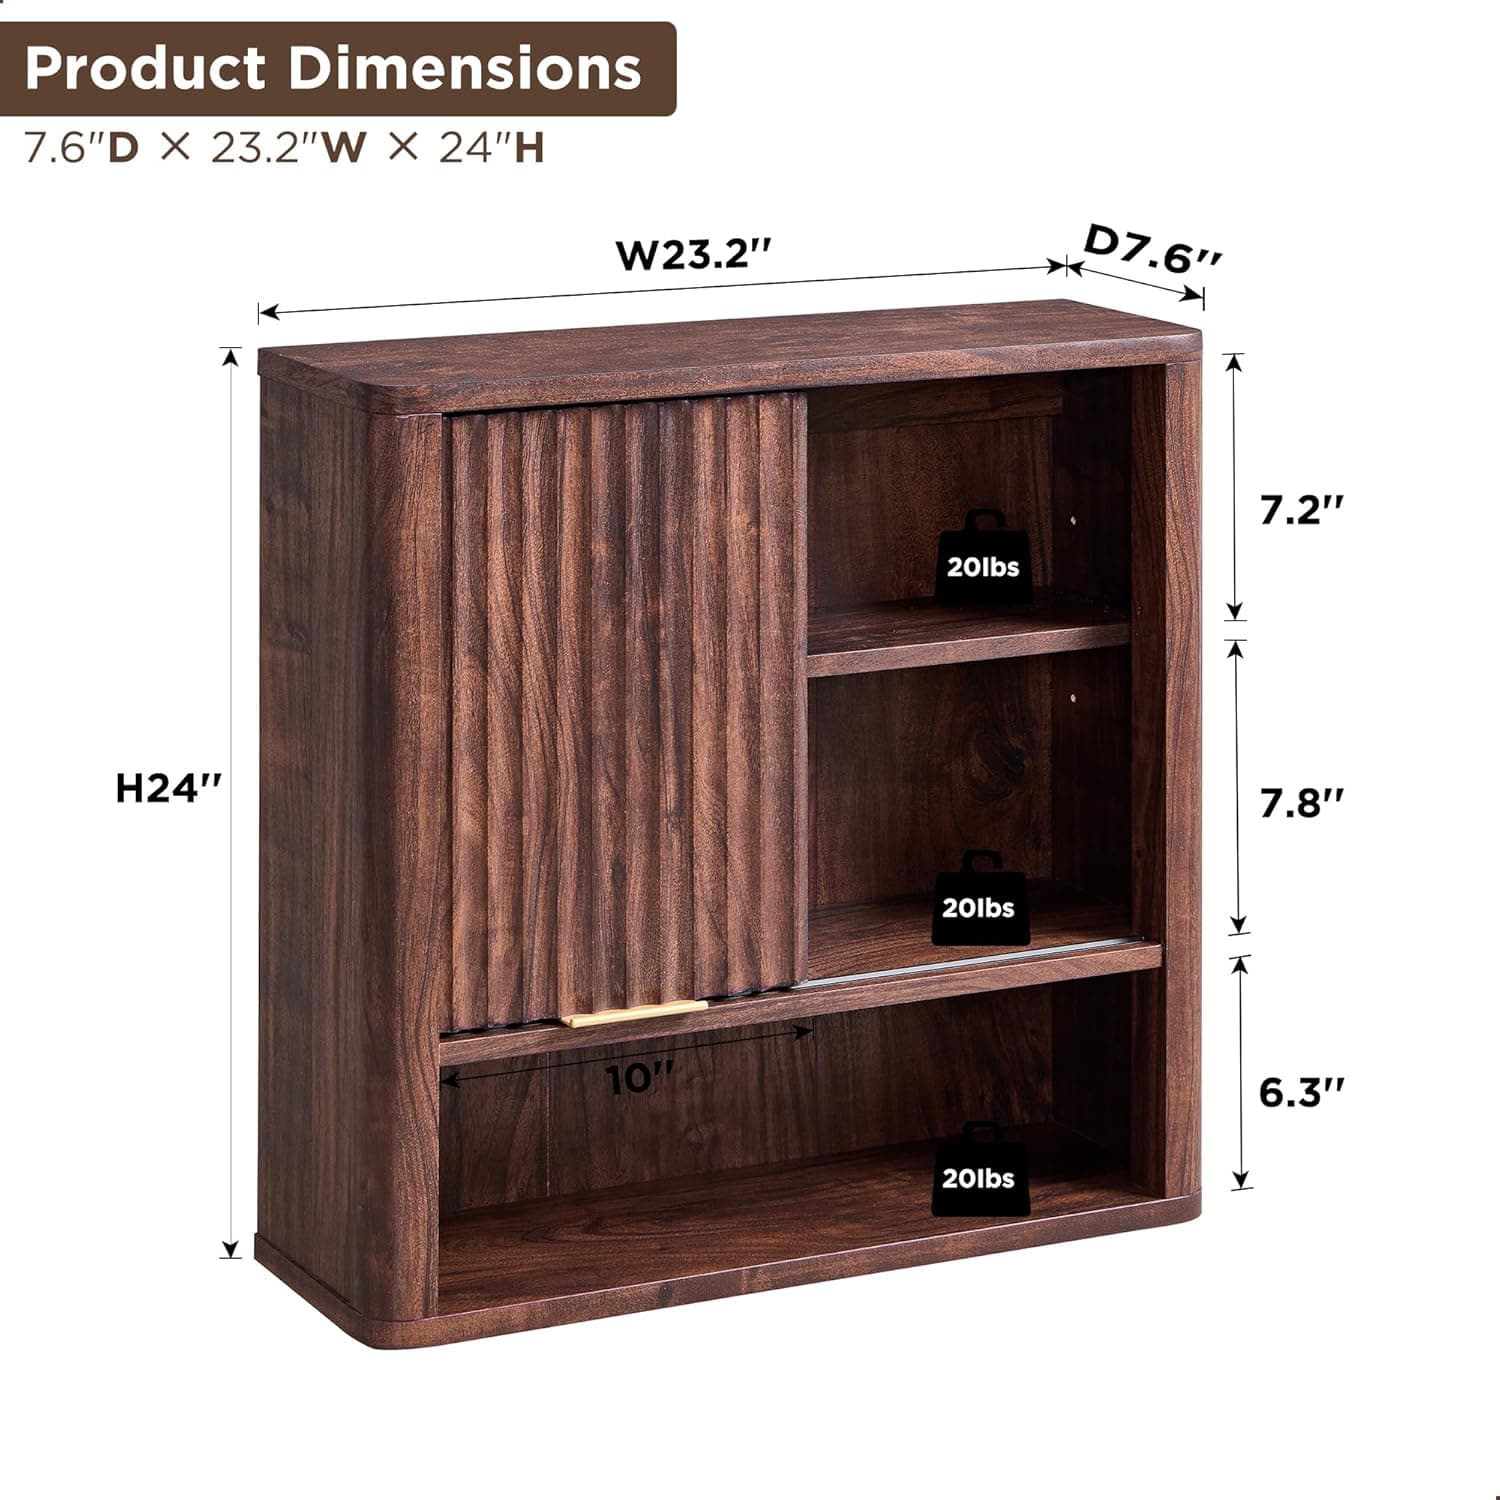 Product Dimensions
7.6"D × 23.2"W × 24"H
W23.2"
D7.6"
H24"
7.2"
20lbs
7.8"
20lbs
10"
6.3"
20lbs